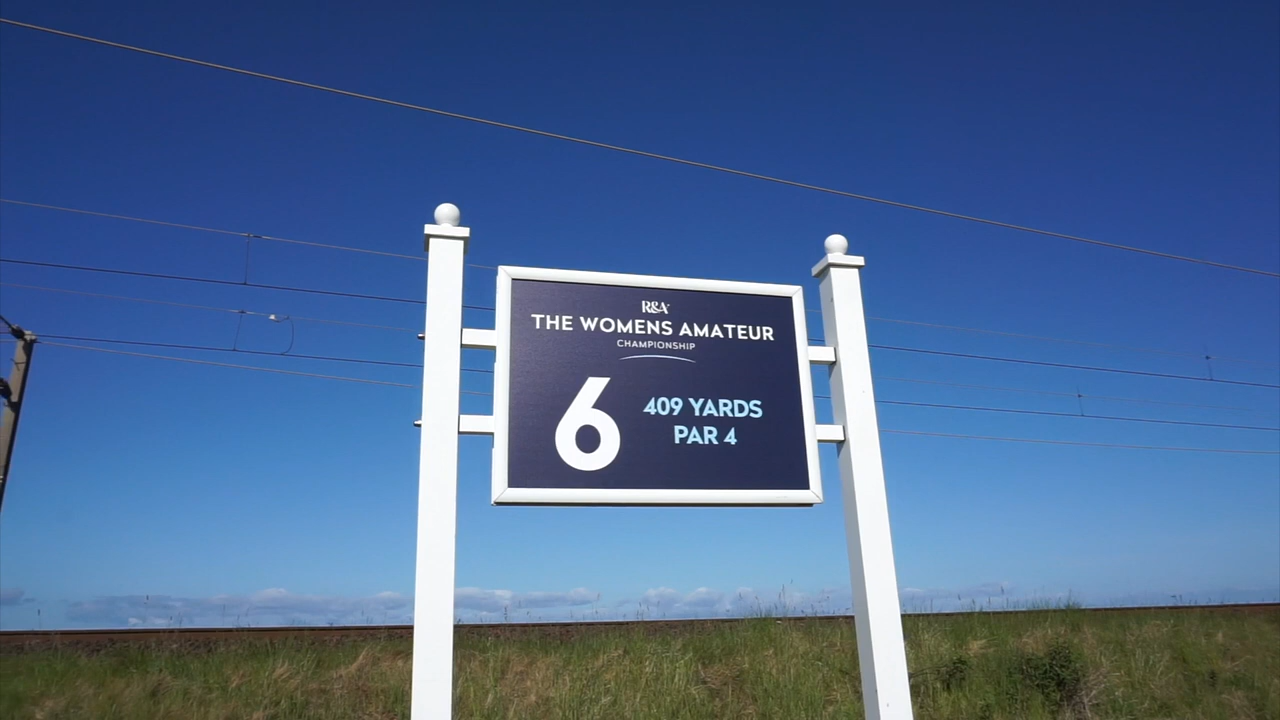 R&A
THE WOMENS AMATEUR
CHAMPIONSHIP
6
409 YARDS
PAR 4